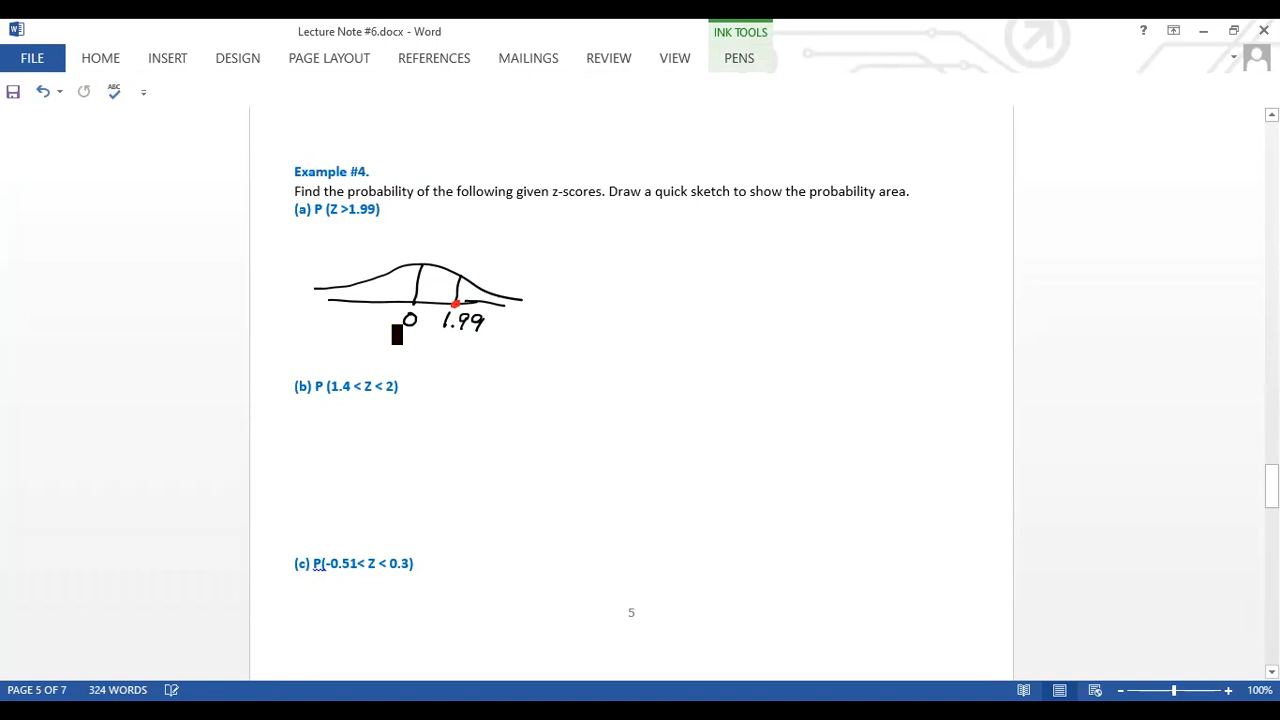 Lecture Note #6.docx - Word
INK TOOLS
?
FILE HOME INSERT DESIGN PAGE LAYOUT REFERENCES MAILINGS REVIEW VIEW PENS
ABC
Example #4.
Find the probability of the following given z-scores. Draw a quick sketch to show the probability area.
(a) P (Z >1.99)
0 1.99
(b) P (1.4 < Z < 2)
(c) P(-0.51< Z < 0.3)
5
PAGE 5 OF 7 324 WORDS 100%